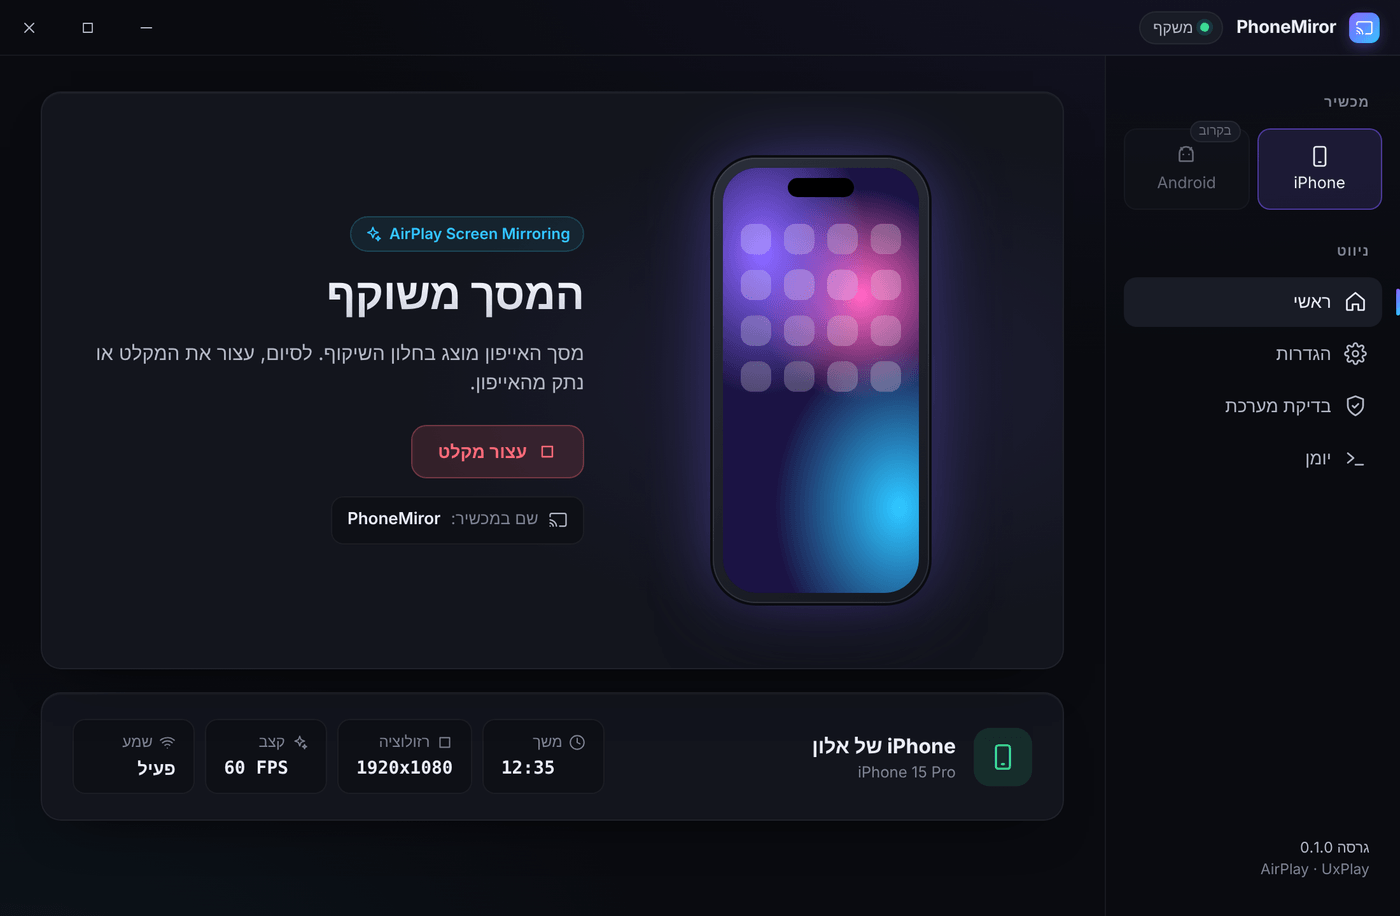 PhoneMiror
משקף
מכשיר
iPhone
Android
בקרוב
ניווט
ראשי
הגדרות
בדיקת מערכת
יומן
גרסה 0.1.0
AirPlay · UxPlay
AirPlay Screen Mirroring
המסך משוקף
מסך האייפון מוצג בחלון השיקוף. לסיום, עצור את המקלט או
נתק מהאייפון.
עצור מקלט
שם במכשיר: PhoneMiror
iPhone של אלון
iPhone 15 Pro
משך
12:35
רזולוציה
1920x1080
קצב
60 FPS
שמע
פעיל